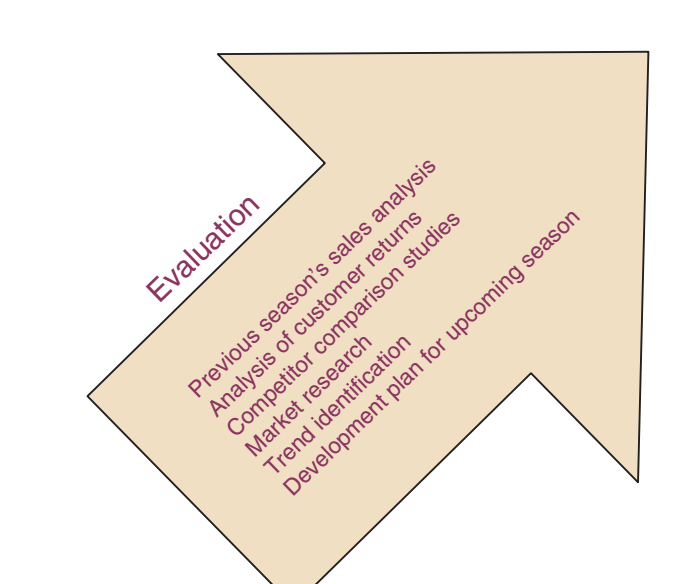 Evaluation
Previous season’s sales analysis
Analysis of customer returns
Competitor comparison studies
Market research
Trend identification
Development plan for upcoming season